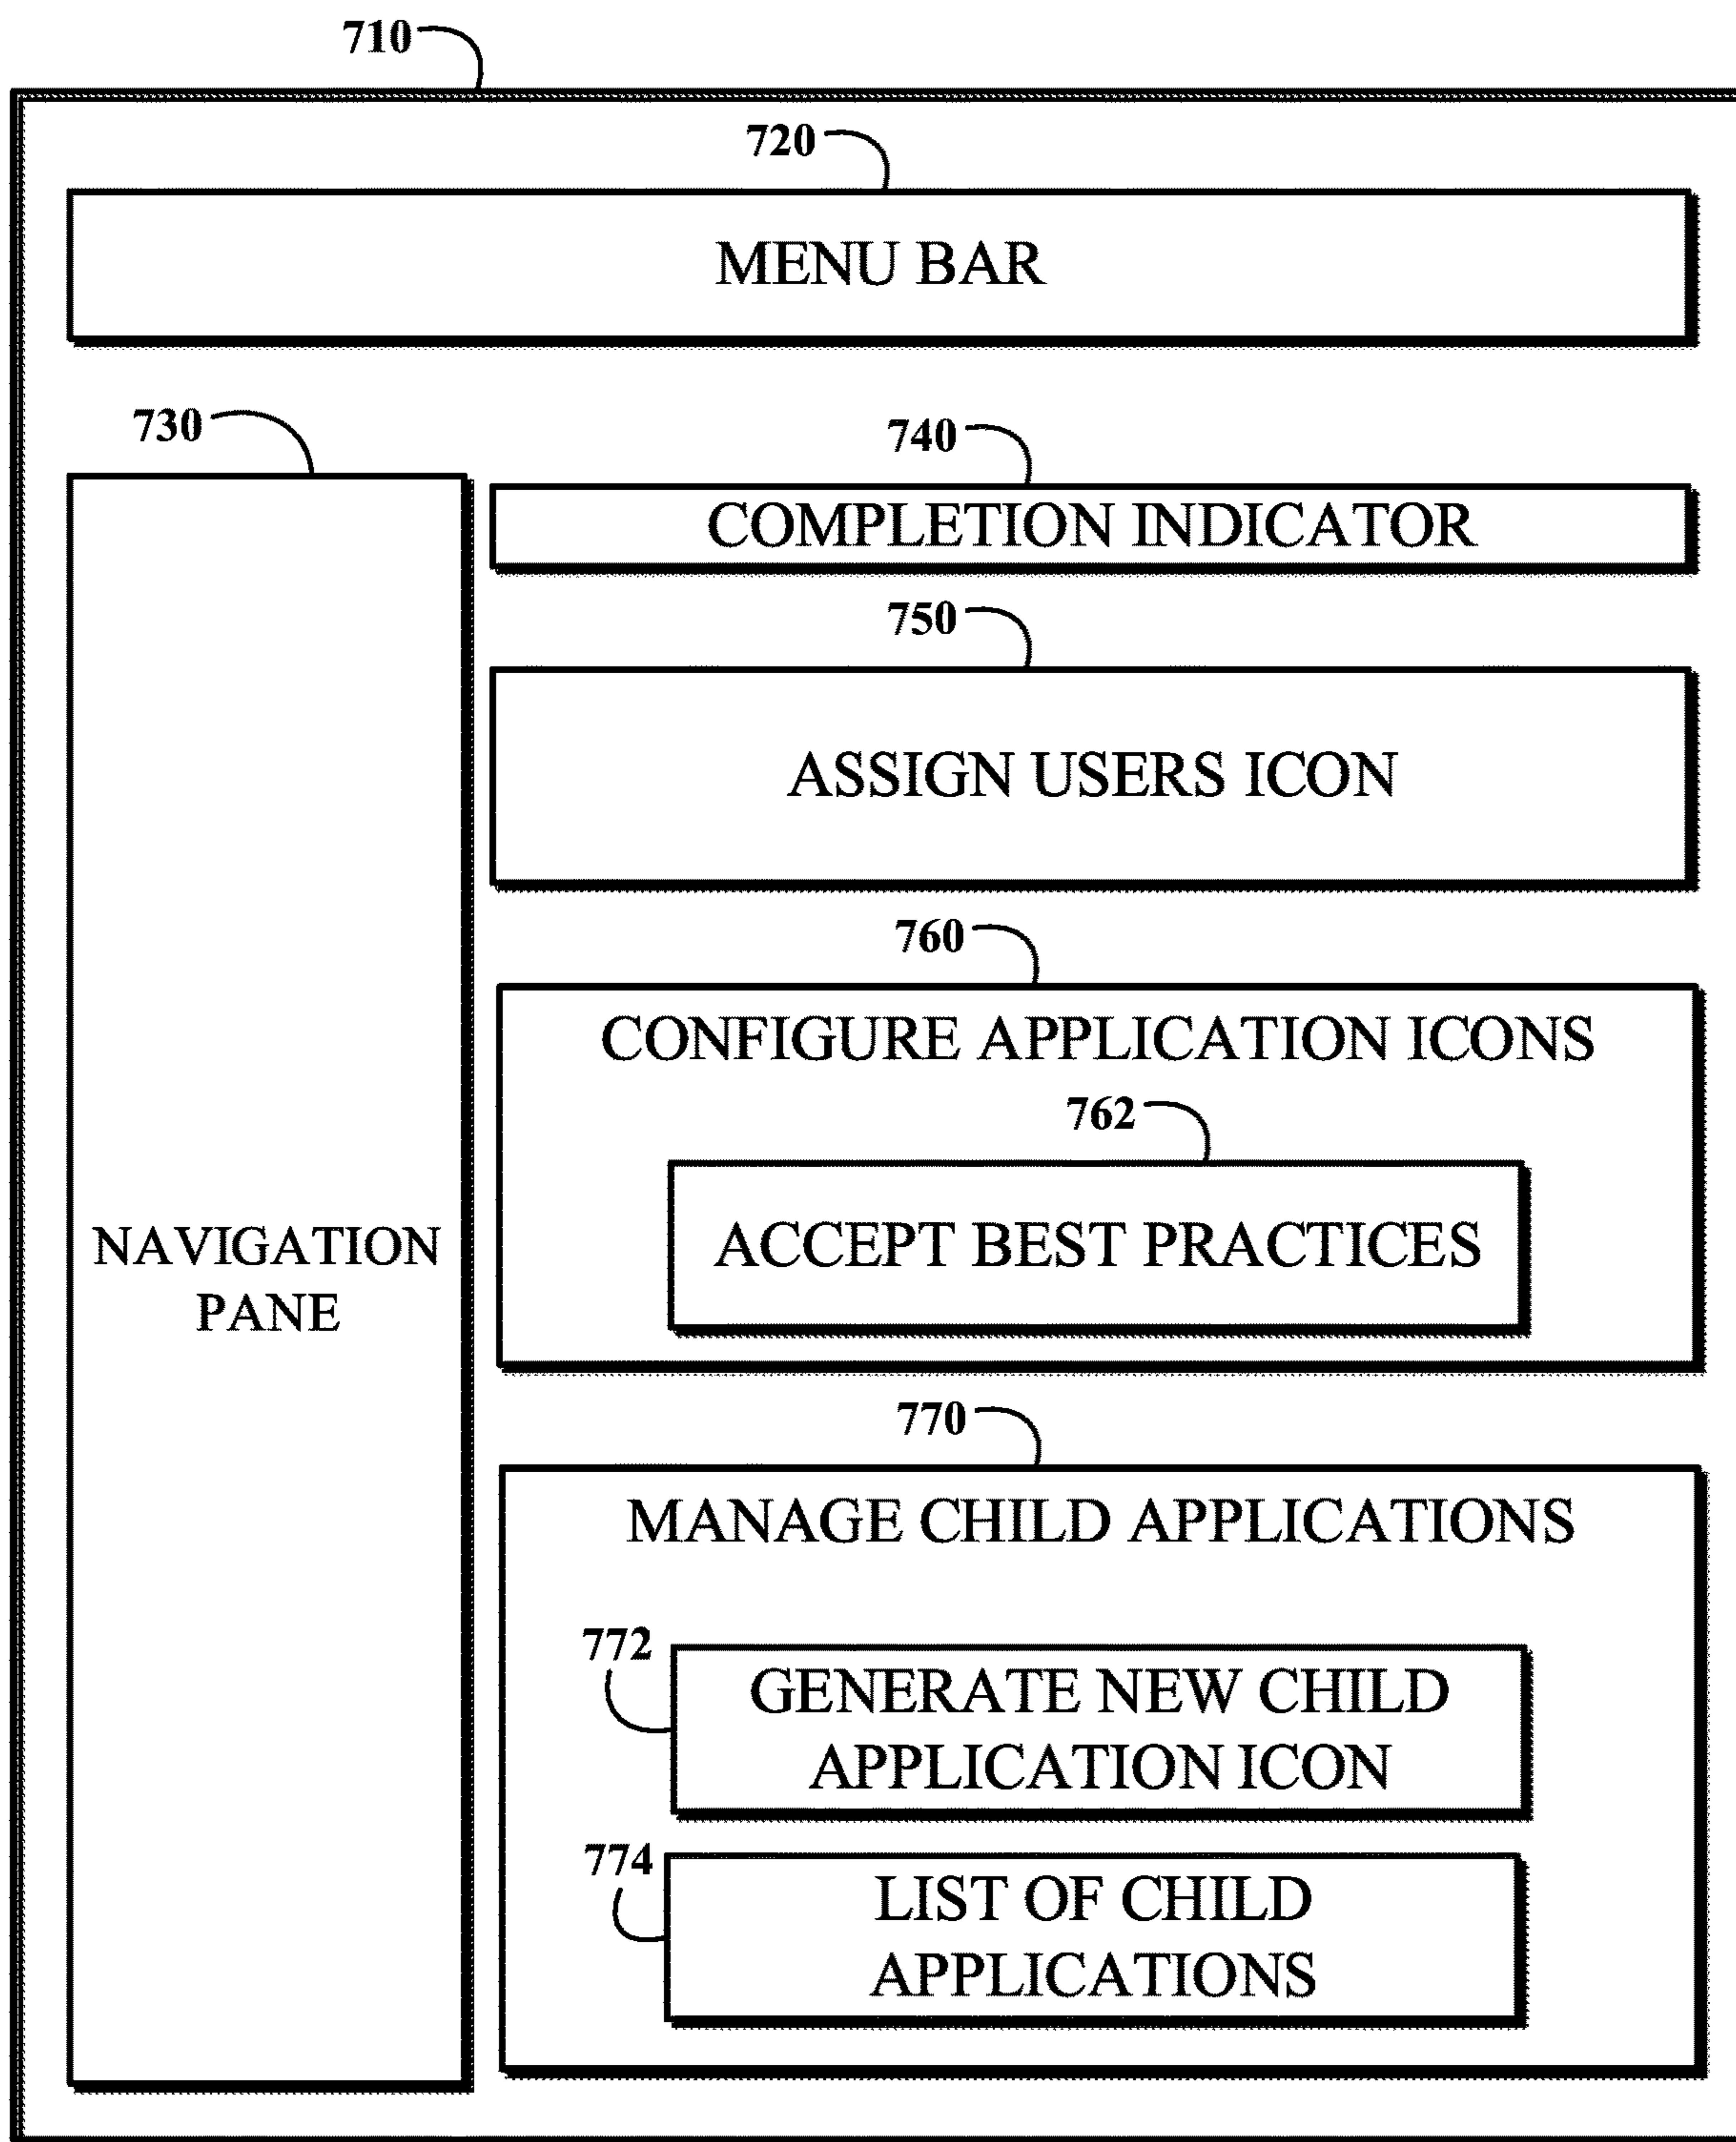 710
720
MENU BAR
730
NAVIGATION
PANE
740
COMPLETION INDICATOR
750
ASSIGN USERS ICON
760
CONFIGURE APPLICATION ICONS
762
ACCEPT BEST PRACTICES
770
MANAGE CHILD APPLICATIONS
772
GENERATE NEW CHILD
APPLICATION ICON
774
LIST OF CHILD
APPLICATIONS